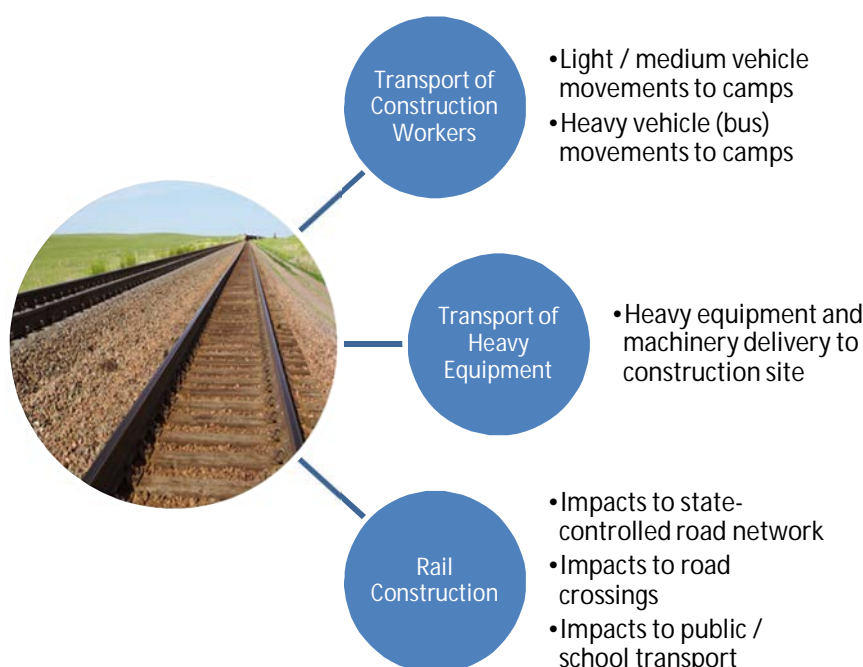 Transport of
Construction
Workers
•Light / medium vehicle
movements to camps
•Heavy vehicle (bus)
movements to camps
Transport of
Heavy
Equipment
•Heavy equipment and
machinery delivery to
construction site
Rail
Construction
•Impacts to state-
controlled road network
•Impacts to road
crossings
•Impacts to public /
school transport